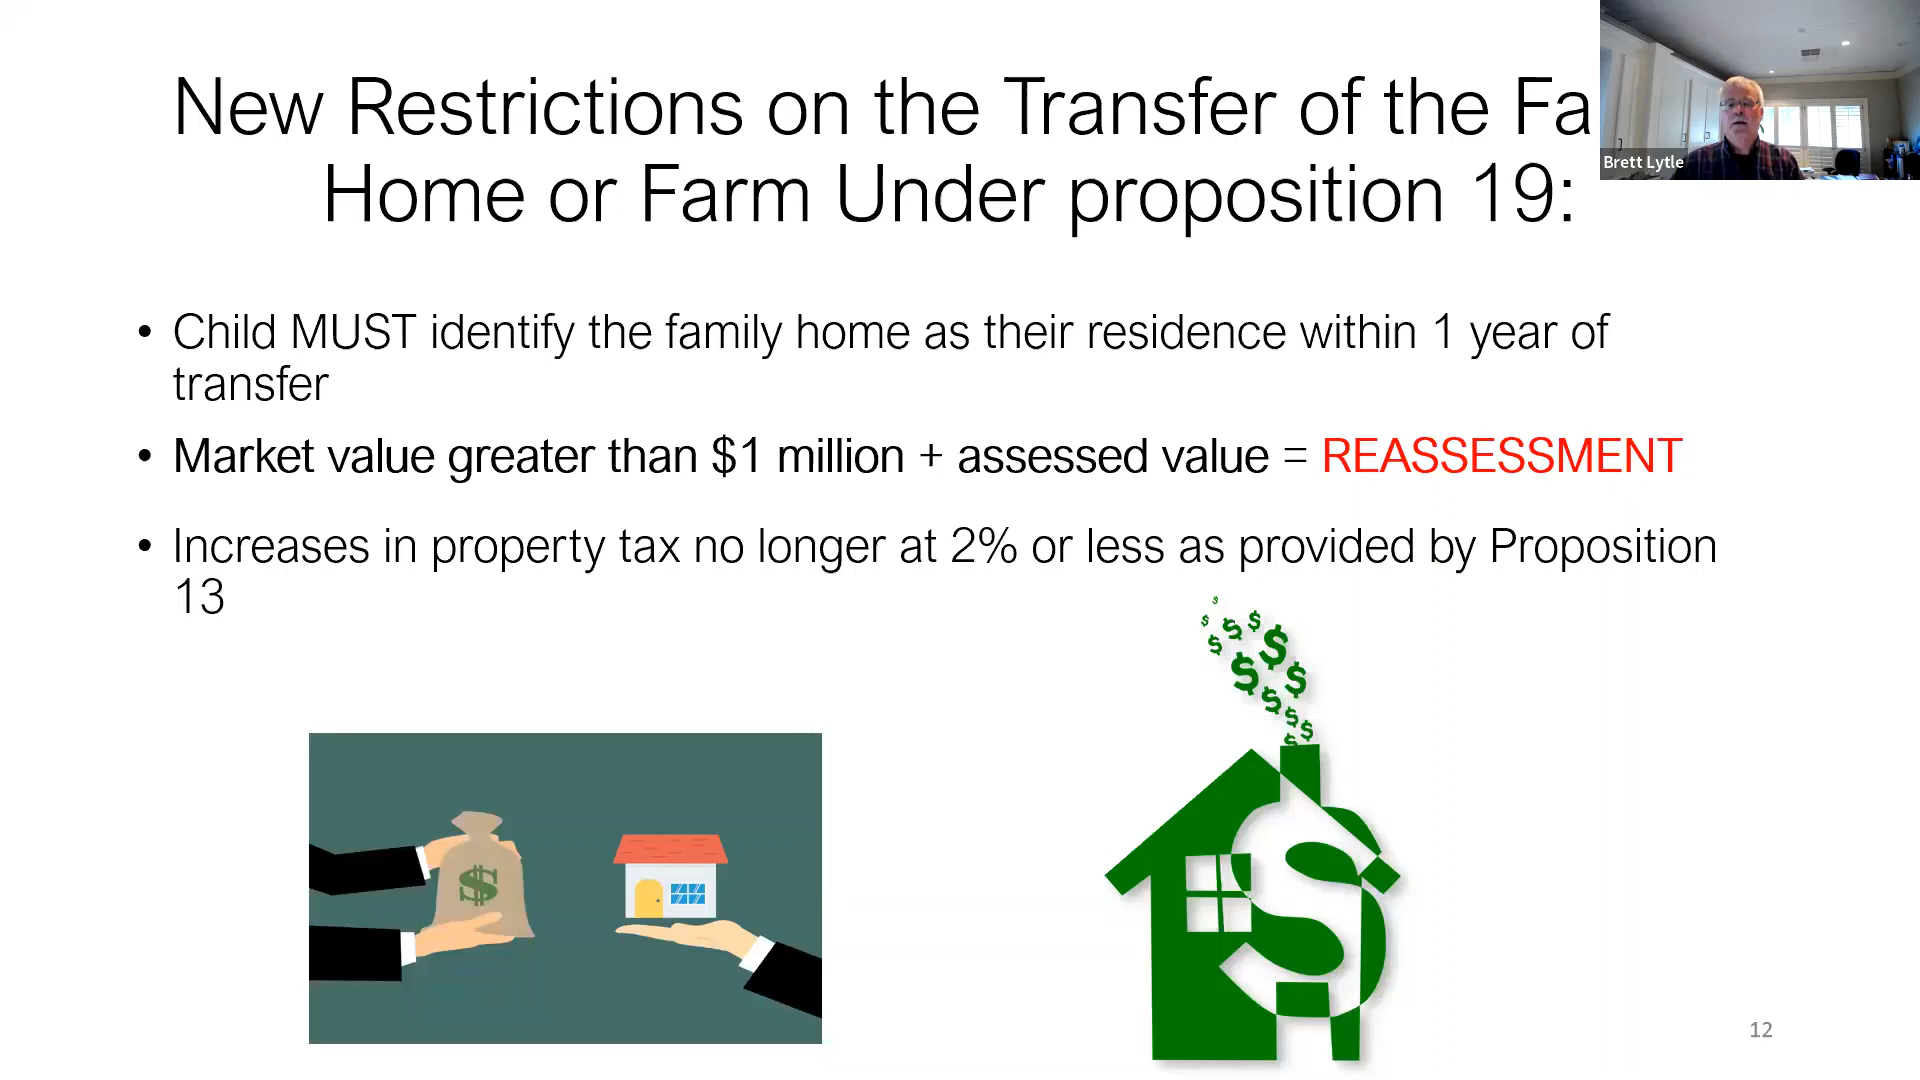 New Restrictions on the Transfer of the Fa
Home or Farm Under proposition 19:
Brett Lytle
• Child MUST identify the family home as their residence within 1 year of
transfer
• Market value greater than $1 million + assessed value = REASSESSMENT
• Increases in property tax no longer at 2% or less as provided by Proposition
13
$ $ $ $ $ $ $ $ $ $ $ $ $
$
$
12